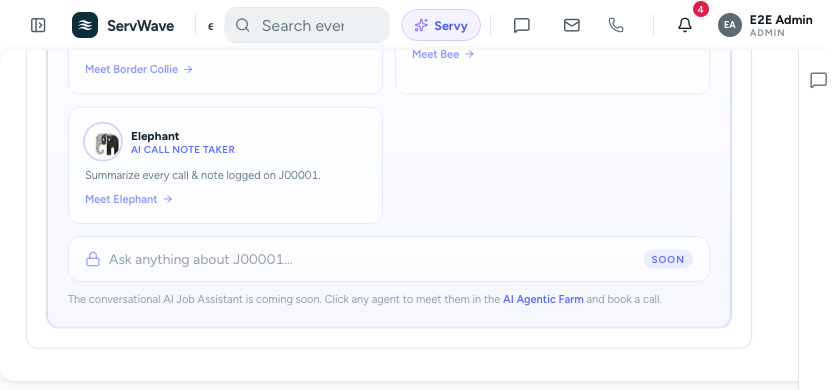 ServWave
Search ever
Servy
4
EA
E2E Admin
ADMIN
Meet Border Collie →
Meet Bee →
Elephant
AI CALL NOTE TAKER
Summarize every call & note logged on J00001.
Meet Elephant →
Ask anything about J00001...
SOON
The conversational AI Job Assistant is coming soon. Click any agent to meet them in the AI Agentic Farm and book a call.